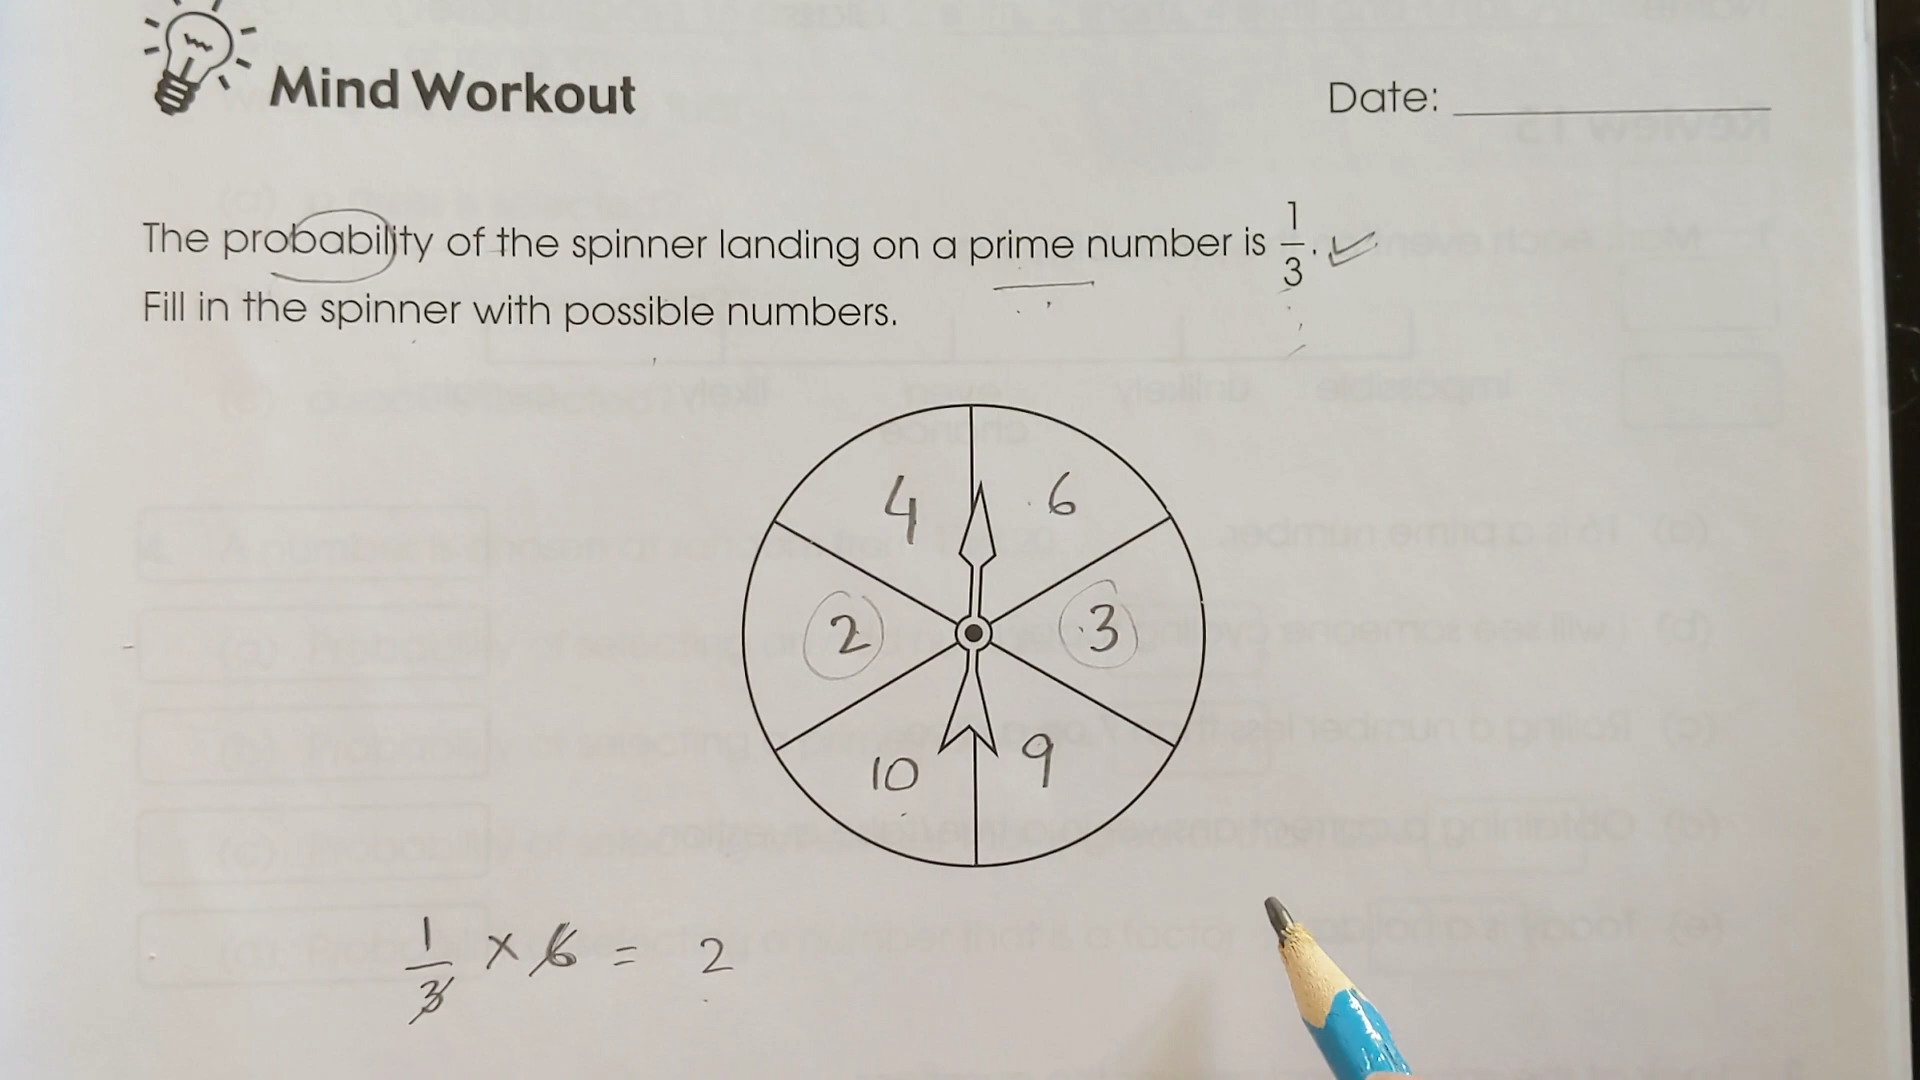 Mind Workout
Date:
The probability of the spinner landing on a prime number is 1/3.
Fill in the spinner with possible numbers.
4 6
2 3
10 9
1/3 × 6 = 2